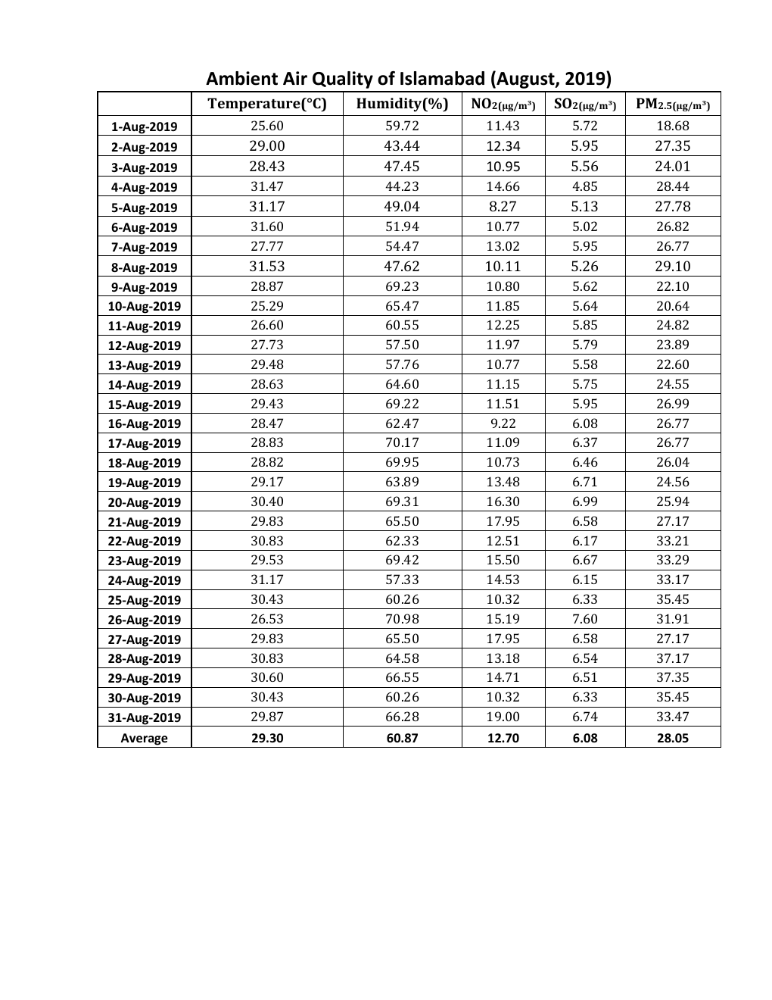 Ambient Air Quality of Islamabad (August, 2019)
Temperature(°C) Humidity(%) NO2(µg/m³) SO2(µg/m³) PM2.5(µg/m³)
1-Aug-2019 25.60 59.72 11.43 5.72 18.68
2-Aug-2019 29.00 43.44 12.34 5.95 27.35
3-Aug-2019 28.43 47.45 10.95 5.56 24.01
4-Aug-2019 31.47 44.23 14.66 4.85 28.44
5-Aug-2019 31.17 49.04 8.27 5.13 27.78
6-Aug-2019 31.60 51.94 10.77 5.02 26.82
7-Aug-2019 27.77 54.47 13.02 5.95 26.77
8-Aug-2019 31.53 47.62 10.11 5.26 29.10
9-Aug-2019 28.87 69.23 10.80 5.62 22.10
10-Aug-2019 25.29 65.47 11.85 5.64 20.64
11-Aug-2019 26.60 60.55 12.25 5.85 24.82
12-Aug-2019 27.73 57.50 11.97 5.79 23.89
13-Aug-2019 29.48 57.76 10.77 5.58 22.60
14-Aug-2019 28.63 64.60 11.15 5.75 24.55
15-Aug-2019 29.43 69.22 11.51 5.95 26.99
16-Aug-2019 28.47 62.47 9.22 6.08 26.77
17-Aug-2019 28.83 70.17 11.09 6.37 26.77
18-Aug-2019 28.82 69.95 10.73 6.46 26.04
19-Aug-2019 29.17 63.89 13.48 6.71 24.56
20-Aug-2019 30.40 69.31 16.30 6.99 25.94
21-Aug-2019 29.83 65.50 17.95 6.58 27.17
22-Aug-2019 30.83 62.33 12.51 6.17 33.21
23-Aug-2019 29.53 69.42 15.50 6.67 33.29
24-Aug-2019 31.17 57.33 14.53 6.15 33.17
25-Aug-2019 30.43 60.26 10.32 6.33 35.45
26-Aug-2019 26.53 70.98 15.19 7.60 31.91
27-Aug-2019 29.83 65.50 17.95 6.58 27.17
28-Aug-2019 30.83 64.58 13.18 6.54 37.17
29-Aug-2019 30.60 66.55 14.71 6.51 37.35
30-Aug-2019 30.43 60.26 10.32 6.33 35.45
31-Aug-2019 29.87 66.28 19.00 6.74 33.47
Average 29.30 60.87 12.70 6.08 28.05